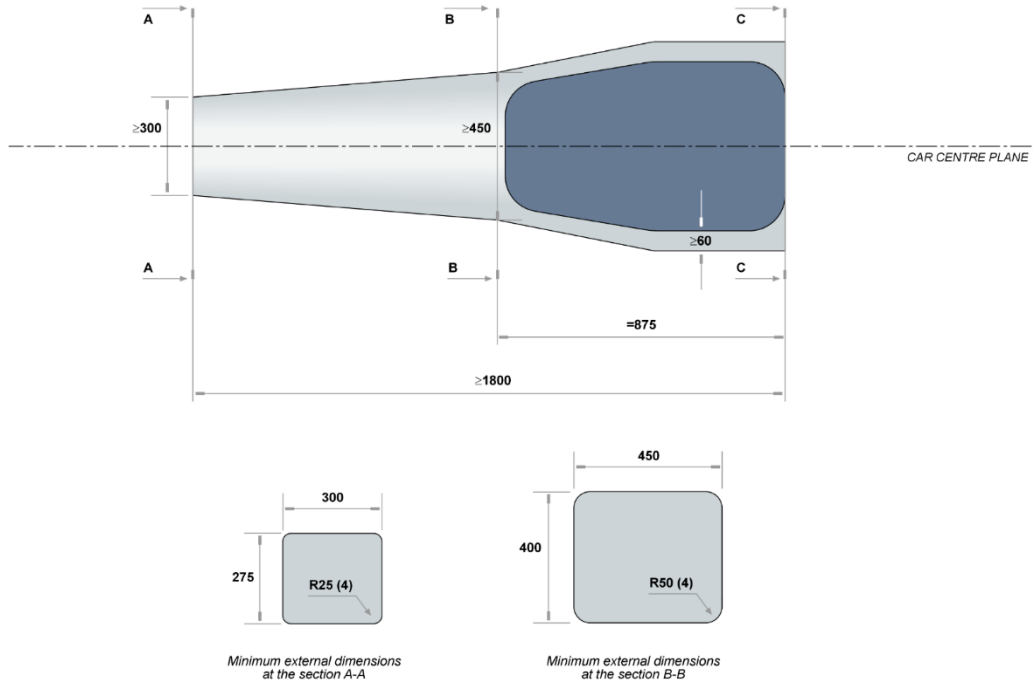 A B C
≥300
≥450
CAR CENTRE PLANE
≥60
A B C
=875
≥1800
300
275
R25 (4)
Minimum external dimensions
at the section A-A
450
400
R50 (4)
Minimum external dimensions
at the section B-B